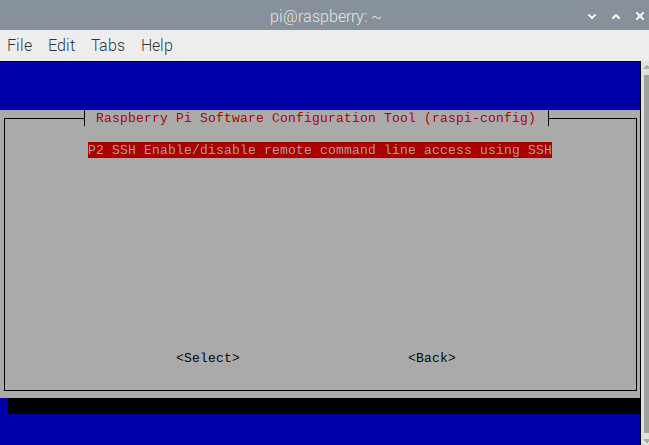 pi@raspberry: ~
File Edit Tabs Help
Raspberry Pi Software Configuration Tool (raspi-config)
P2 SSH Enable/disable remote command line access using SSH
<Select> <Back>